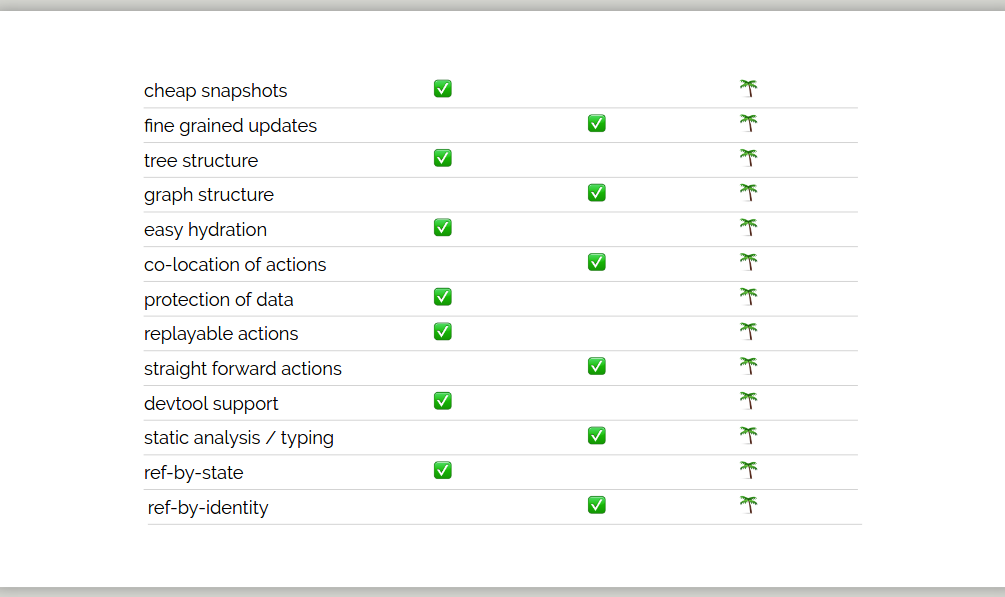 cheap snapshots ✅ 🌴
fine grained updates ✅ 🌴
tree structure ✅ 🌴
graph structure ✅ 🌴
easy hydration ✅ 🌴
co-location of actions ✅ 🌴
protection of data ✅ 🌴
replayable actions ✅ 🌴
straight forward actions ✅ 🌴
devtool support ✅ 🌴
static analysis / typing ✅ 🌴
ref-by-state ✅ 🌴
ref-by-identity ✅ 🌴